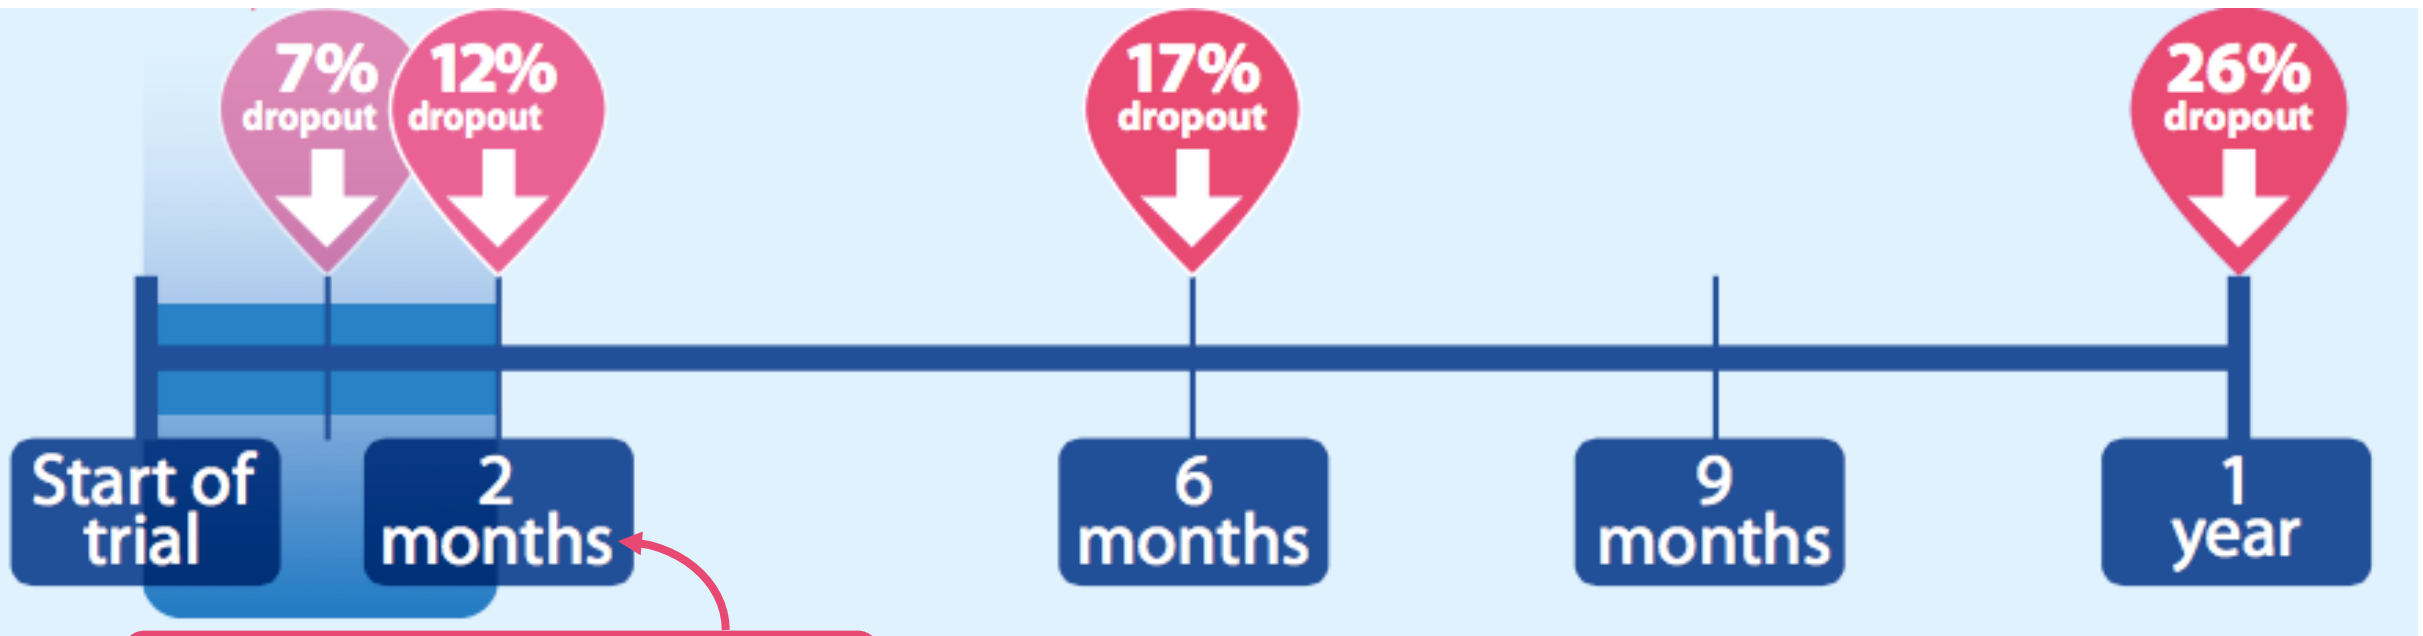 7%
dropout
12%
dropout
17%
dropout
26%
dropout
Start of
trial
2
months
6
months
9
months
1
year